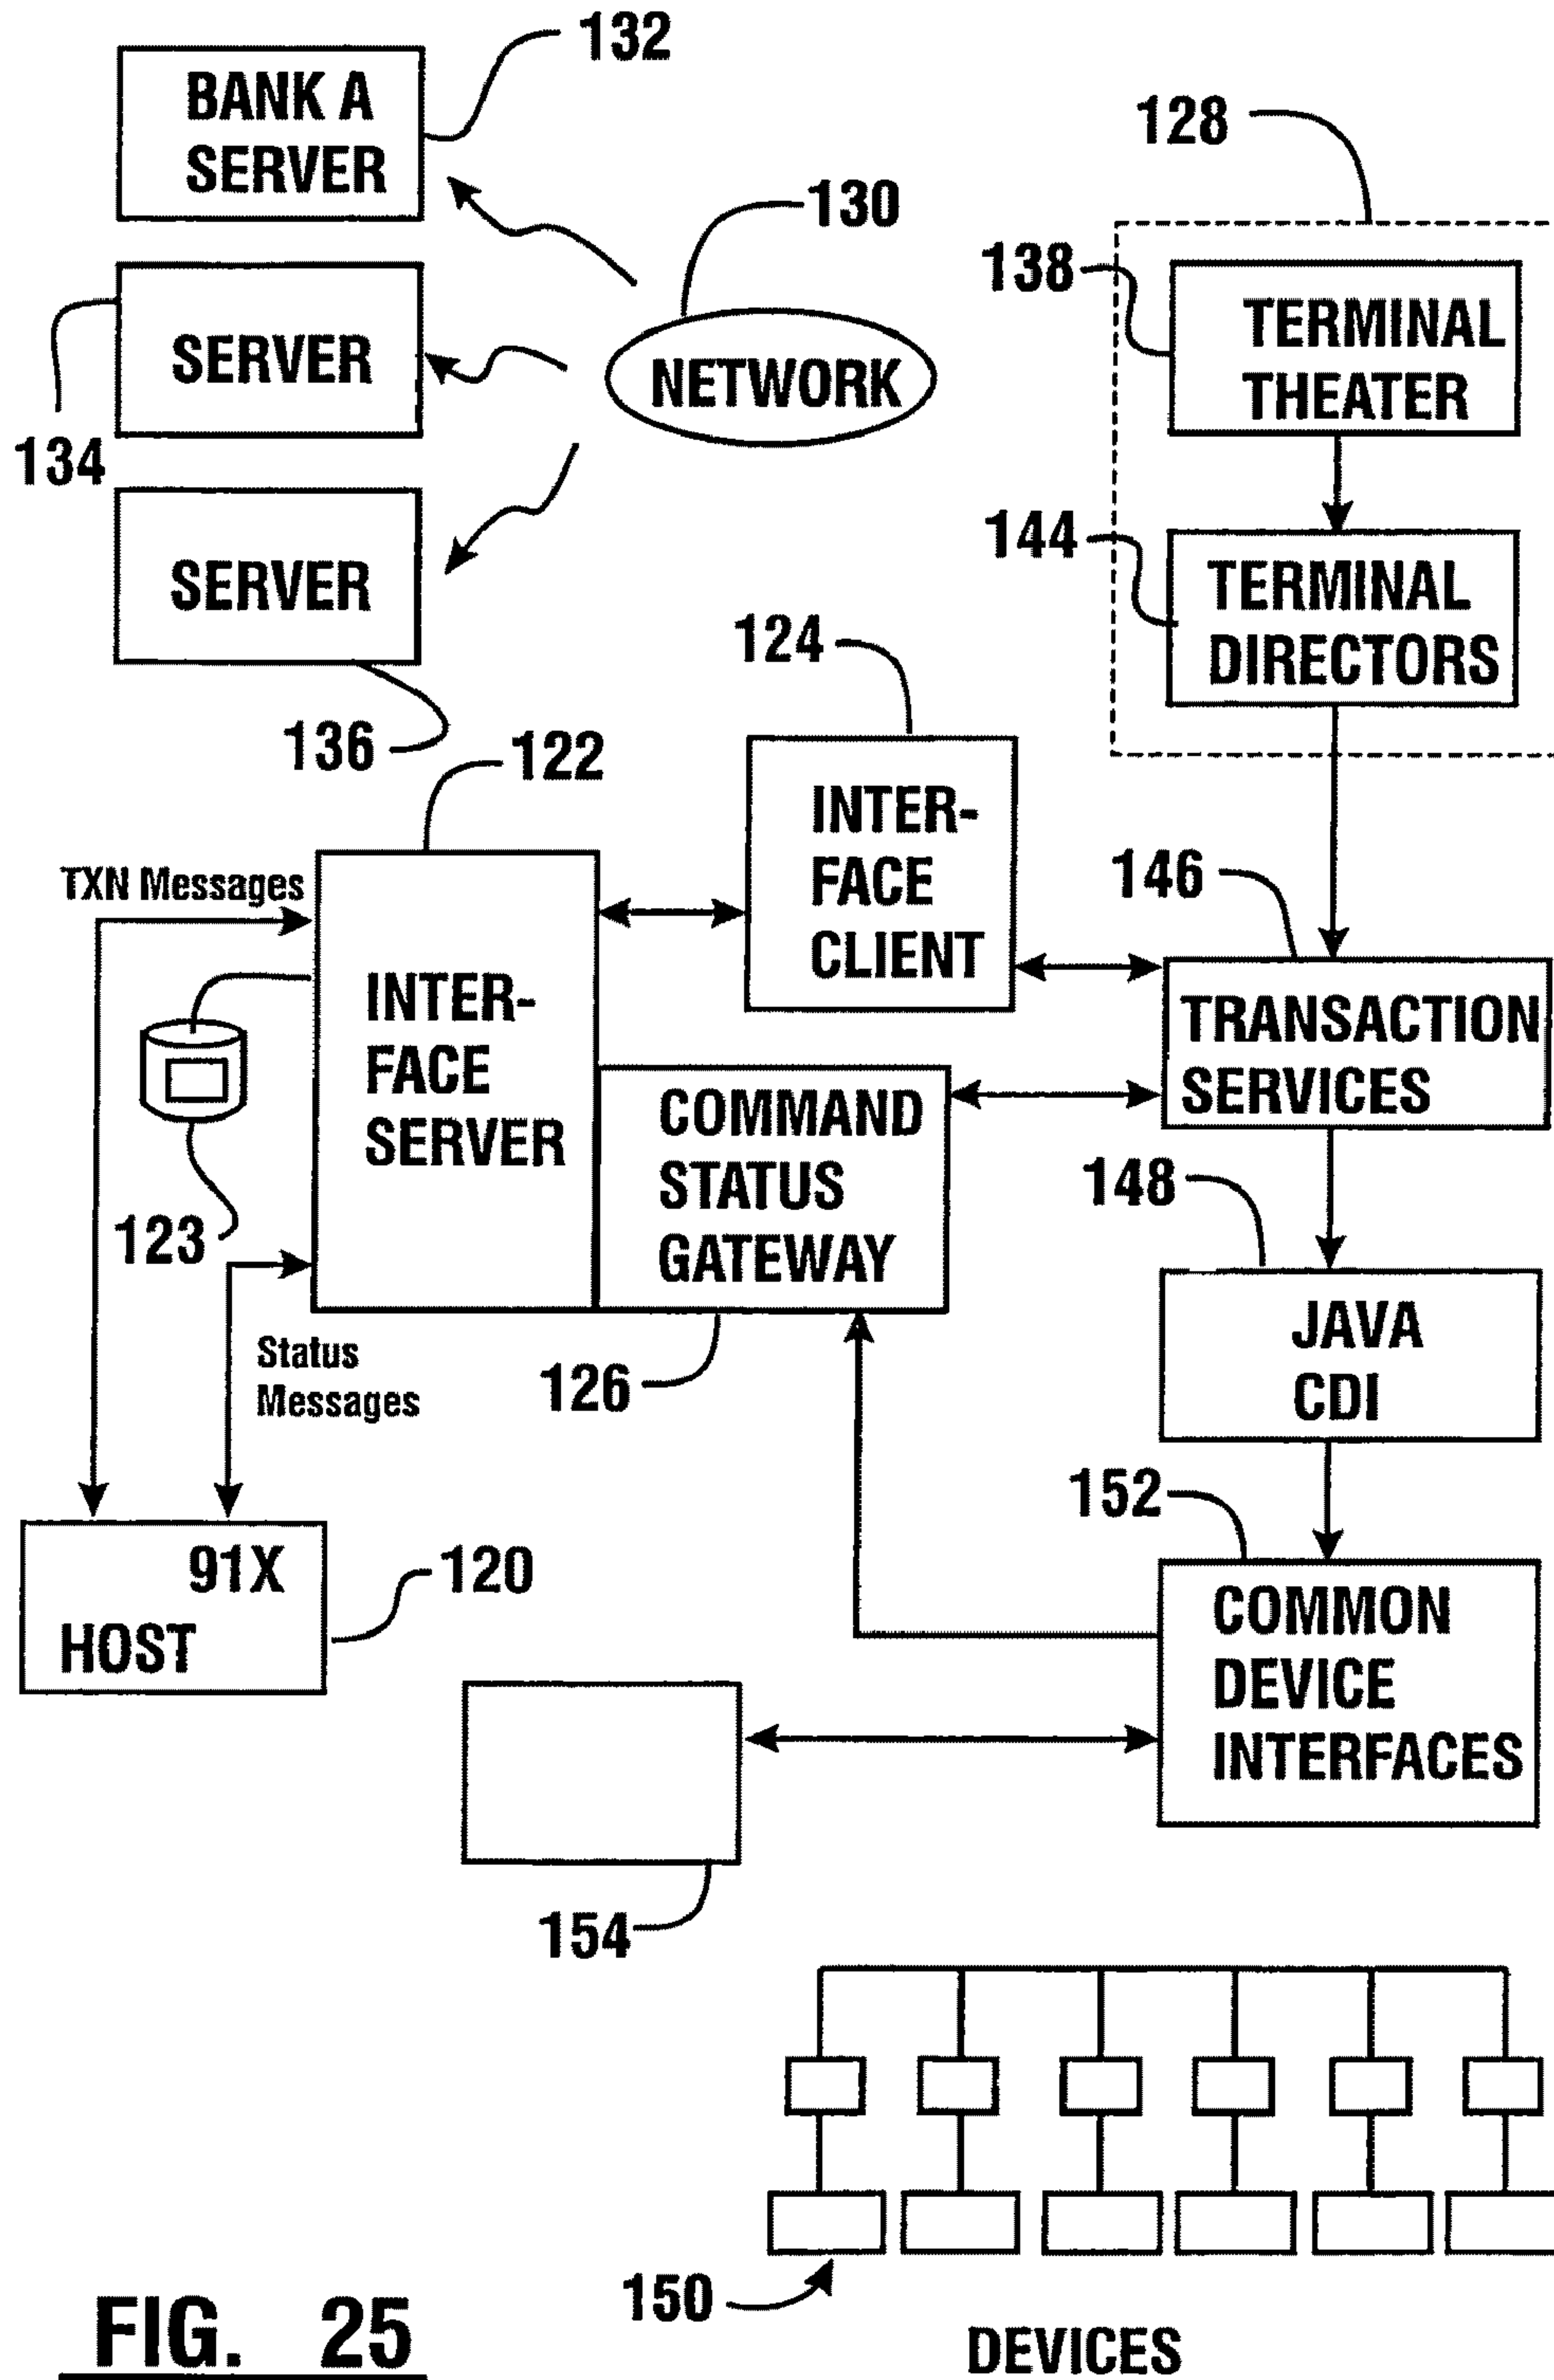 132
BANK A
SERVER
128
130
138
TERMINAL
THEATER
NETWORK
SERVER
134
144
TERMINAL
DIRECTORS
SERVER
124
136
122
INTER-
FACE
CLIENT
146
TXN Messages
INTER-
FACE
SERVER
TRANSACTION
SERVICES
COMMAND
STATUS
GATEWAY
123
148
JAVA
CDI
Status
Messages
126
152
91X
HOST
120
COMMON
DEVICE
INTERFACES
154
150
DEVICES
FIG. 25